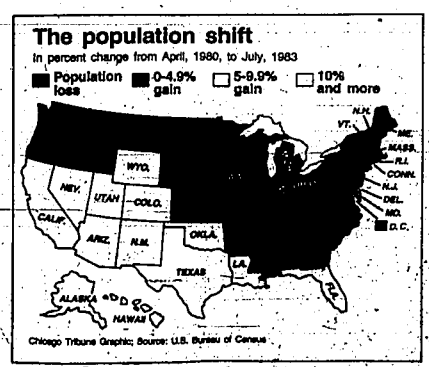 The population shift
In percent change from April, 1980, to July, 1983
Population loss
0-4.9% gain
5-9.9% gain
10% and more
N.H.
VT.
ME.
MASS.
R.I.
CONN.
N.J.
DEL.
MD.
D.C.
WYO.
NEV.
UTAH
COLO.
CALIF.
ARIZ.
N.M.
OKLA.
TEXAS
LA.
FLA.
ALASKA
HAWAII
Chicago Tribune Graphic; Source: U.S. Bureau of Census